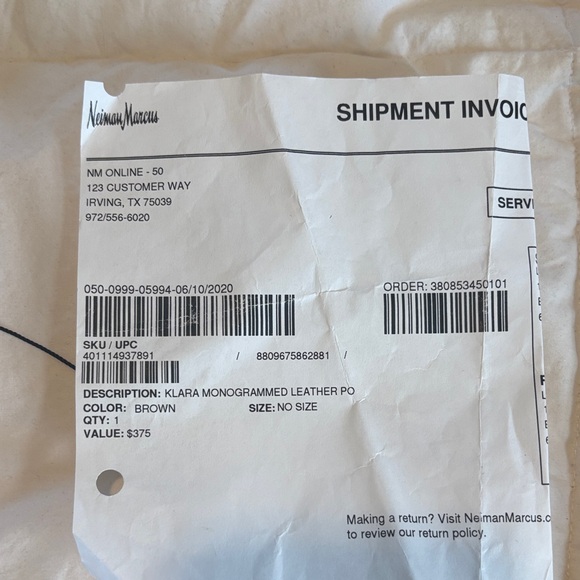 Neiman Marcus
SHIPMENT INVOIC
NM ONLINE - 50
123 CUSTOMER WAY
IRVING, TX 75039
972/556-6020
SERVI
050-0999-05994-06/10/2020
ORDER: 380853450101
SKU / UPC
401114937891 / 8809675862881 /
DESCRIPTION: KLARA MONOGRAMMED LEATHER PO
COLOR: BROWN SIZE: NO SIZE
QTY: 1
VALUE: $375
Making a return? Visit NeimanMarcus.c
to review our return policy.